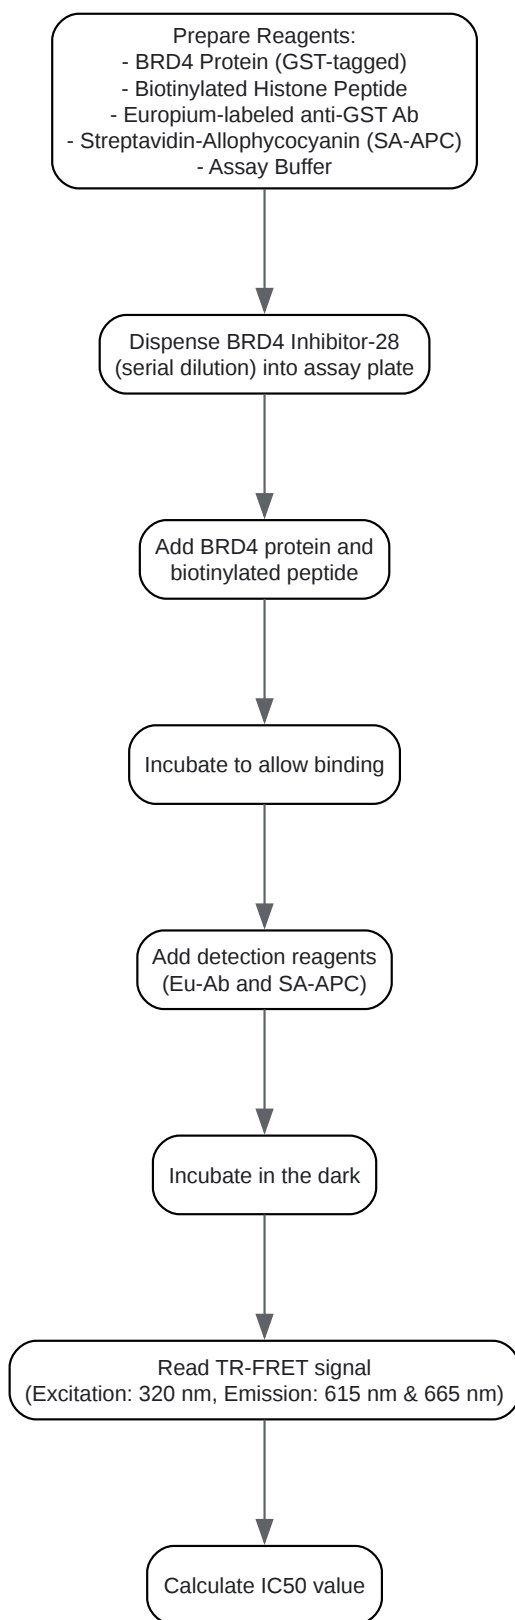 Prepare Reagents:
- BRD4 Protein (GST-tagged)
- Biotinylated Histone Peptide
- Europium-labeled anti-GST Ab
- Streptavidin-Allophycocyanin (SA-APC)
- Assay Buffer
Dispense BRD4 Inhibitor-28
(serial dilution) into assay plate
Add BRD4 protein and
biotinylated peptide
Incubate to allow binding
Add detection reagents
(Eu-Ab and SA-APC)
Incubate in the dark
Read TR-FRET signal
(Excitation: 320 nm, Emission: 615 nm & 665 nm)
Calculate IC50 value